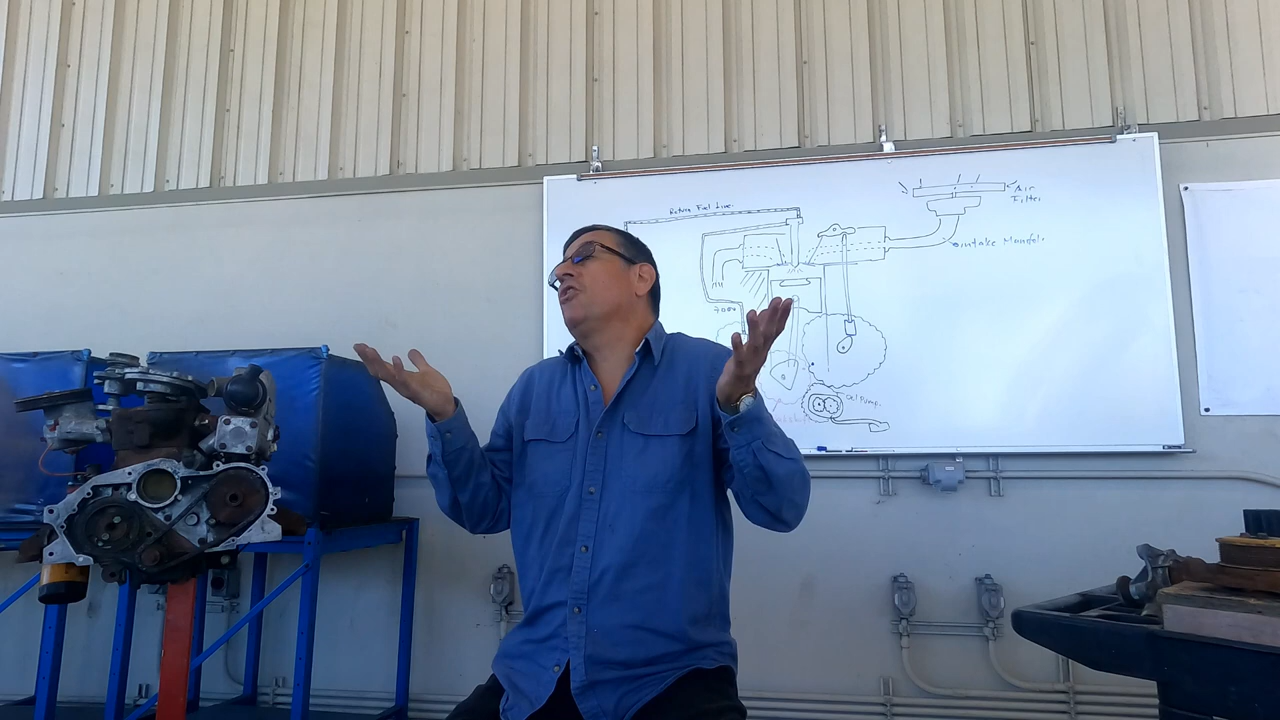 Return Fuel Line.
Air
Filter
Intake Manifold
Oil Pump.